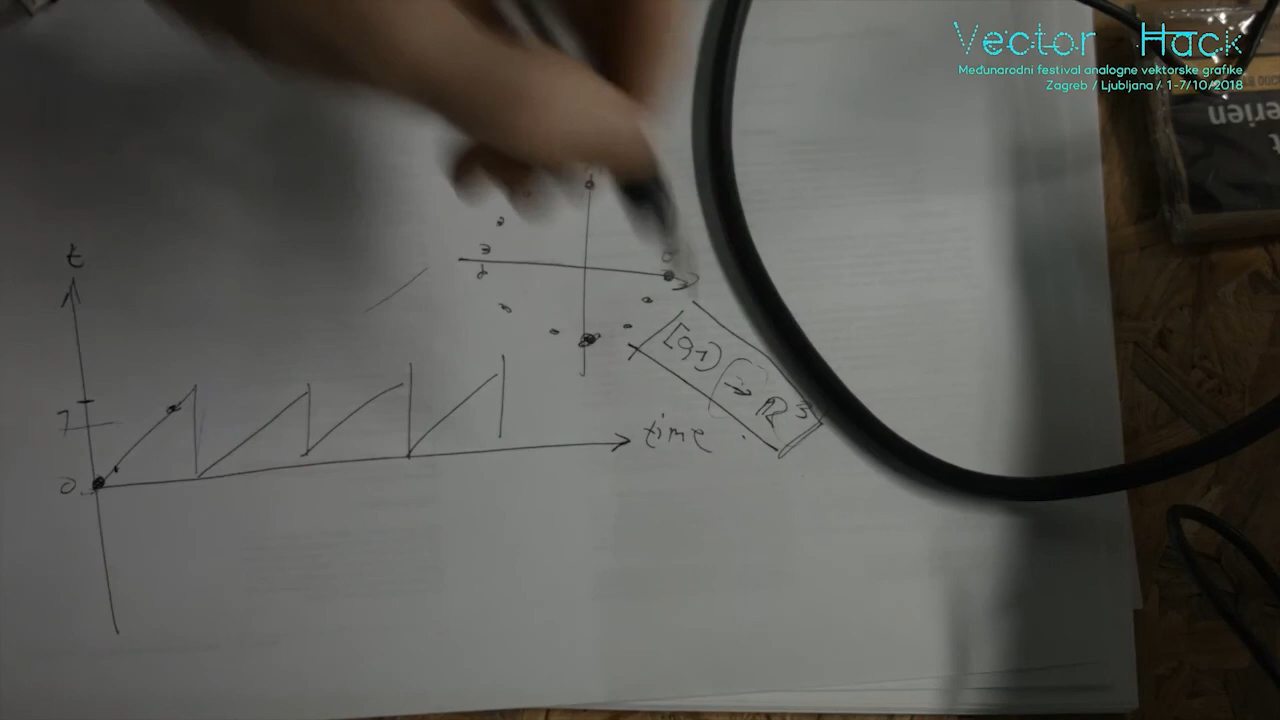 Vector Hack
Međunarodni festival analogne vektorske grafike
Zagreb / Ljubljana / 1-7/10/2018
erien
t
t
1
0
time
[0,1)
→ R³